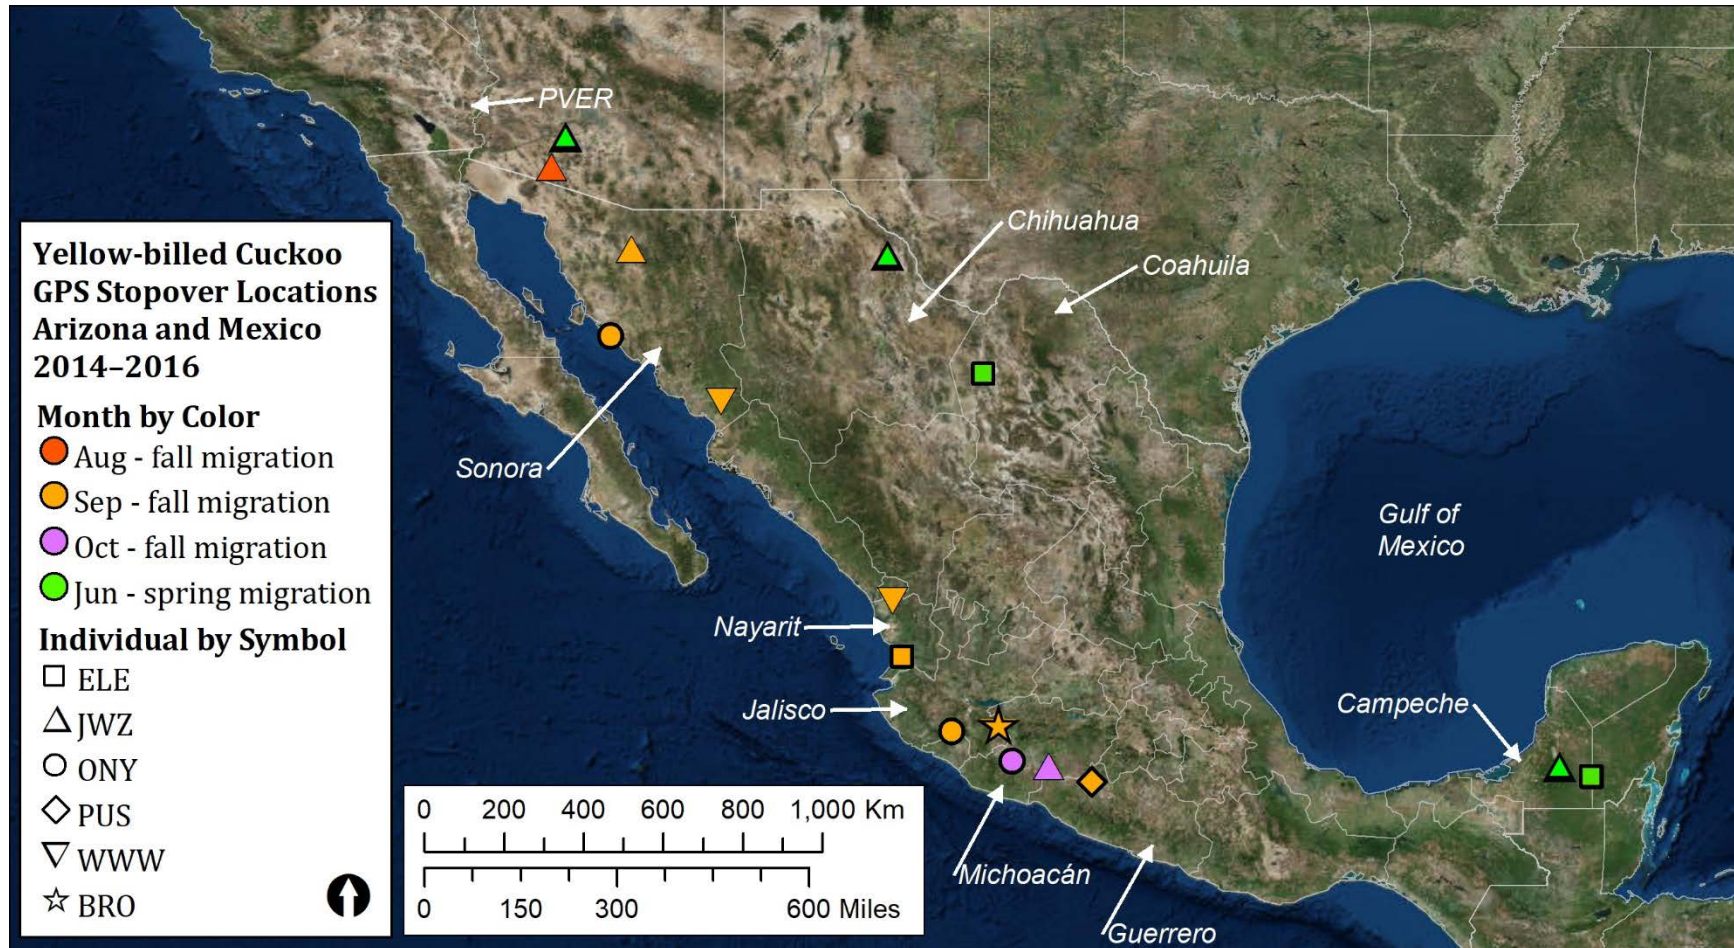 Yellow-billed Cuckoo
GPS Stopover Locations
Arizona and Mexico
2014–2016
Month by Color
Aug - fall migration
Sep - fall migration
Oct - fall migration
Jun - spring migration
Individual by Symbol
ELE
JWZ
ONY
PUS
WWW
BRO
PVER
Chihuahua
Coahuila
Sonora
Gulf of
Mexico
Nayarit
Jalisco
Campeche
Michoacán
Guerrero
0 200 400 600 800 1,000 Km
0 150 300 600 Miles